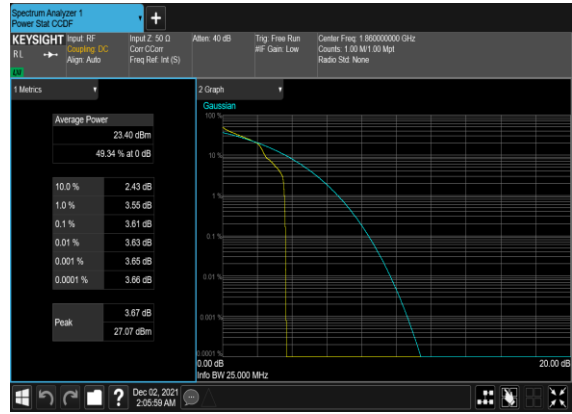 Spectrum Analyzer 1
Power Stat CCDF
+
KEYSIGHT
Input: RF
Input Z: 50 Ω
Atten: 40 dB
Trig: Free Run
Center Freq: 1.860000000 GHz
R L
Coupling: DC
Corr CCorr
#IF Gain: Low
Counts: 1.00 M/1.00 Mpt
Align: Auto
Freq Ref: Int (S)
Radio Std: None
1 Metrics
2 Graph
Gaussian
Average Power
23.40 dBm
49.34 % at 0 dB
10.0 % 2.43 dB
1.0 % 3.55 dB
0.1 % 3.61 dB
0.01 % 3.63 dB
0.001 % 3.65 dB
0.0001 % 3.66 dB
Peak
3.67 dB
27.07 dBm
100 %
10 %
1 %
0.1 %
0.01 %
0.001 %
0.0001 %
0.00 dB
20.00 dB
Info BW 25.000 MHz
?
Dec 02, 2021
2:05:59 AM